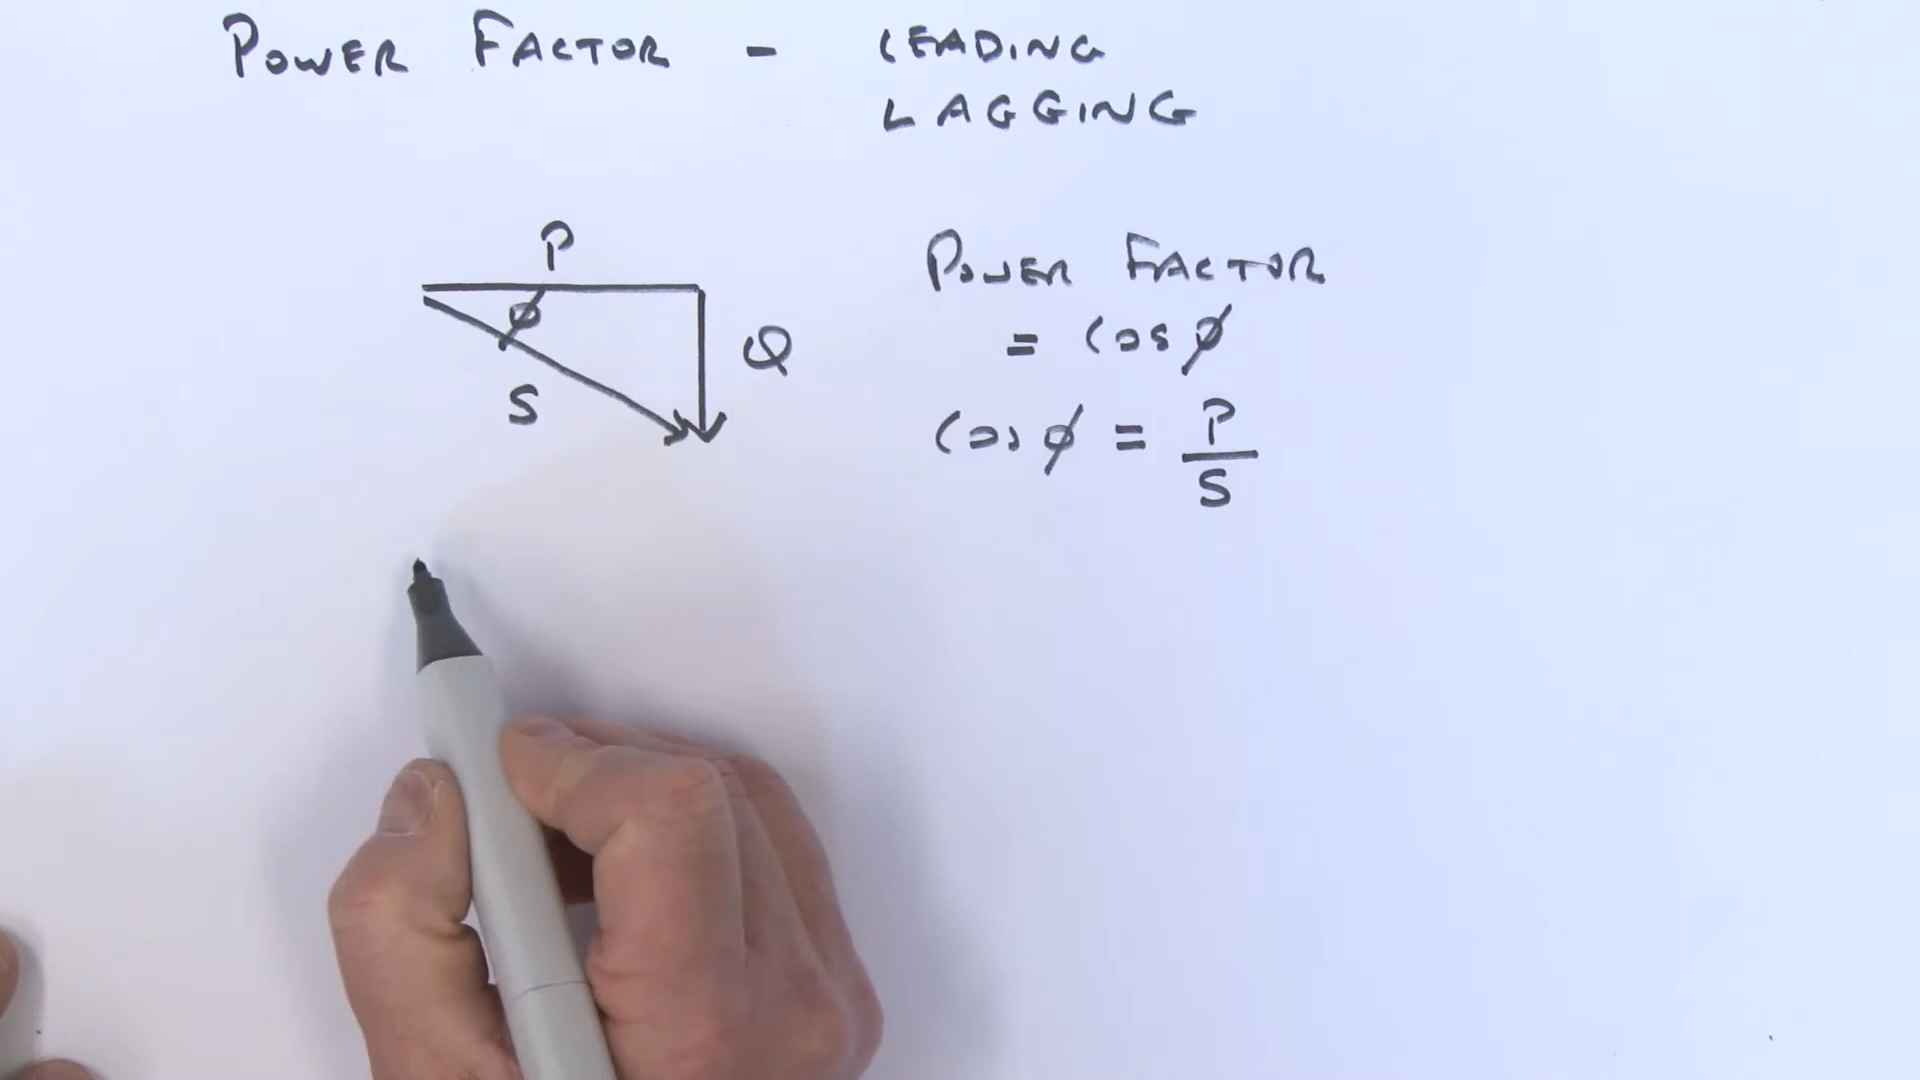 POWER FACTOR - LEADING
LAGGING
P
φ
Q
S
POWER FACTOR
= Cos φ
Cos φ = P
S